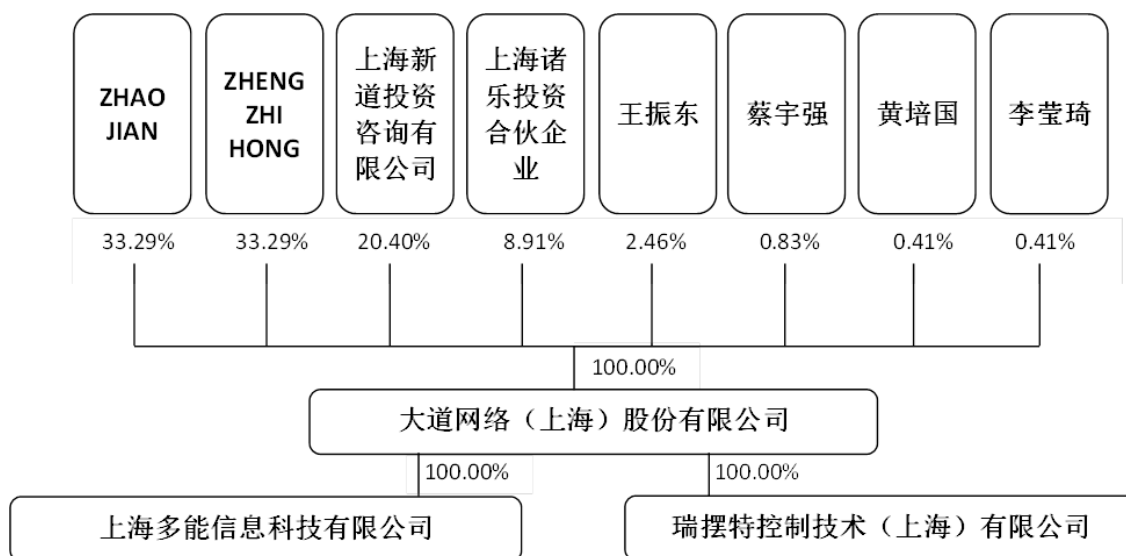 ZHAO
JIAN
ZHENG
ZHI
HONG
上海新
道投资
咨询有
限公司
上海诸
乐投资
合伙企
业
王振东
蔡宇强
黄培国
李莹琦
33.29%
33.29%
20.40%
8.91%
2.46%
0.83%
0.41%
0.41%
100.00%
大道网络（上海）股份有限公司
100.00%
100.00%
上海多能信息科技有限公司
瑞摆特控制技术（上海）有限公司